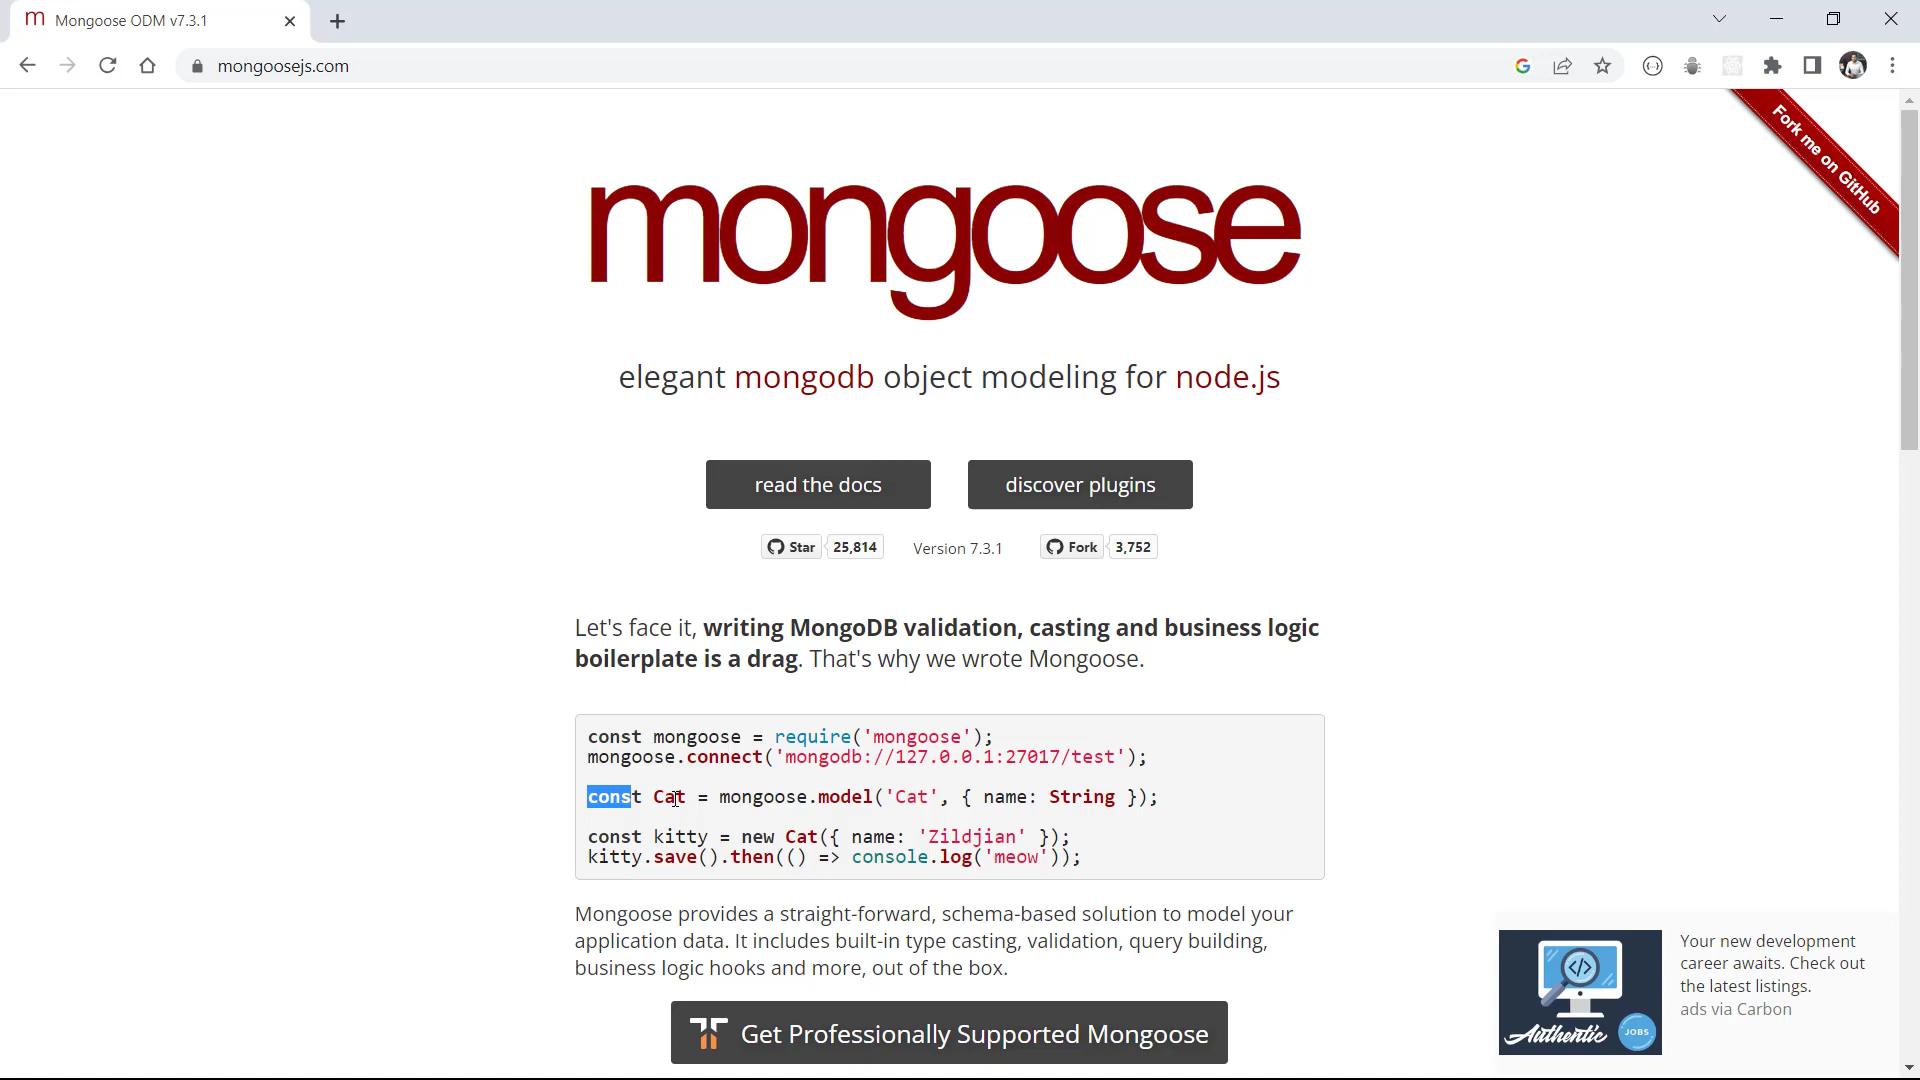 Mongoose ODM v7.3.1
mongoosejs.com
Fork me on GitHub
mongoose
elegant mongodb object modeling for node.js
read the docs
discover plugins
Star 25,814 Version 7.3.1 Fork 3,752
Let's face it, writing MongoDB validation, casting and business logic
boilerplate is a drag. That's why we wrote Mongoose.
const mongoose = require('mongoose');
mongoose.connect('mongodb://127.0.0.1:27017/test');
const Cat = mongoose.model('Cat', { name: String });
const kitty = new Cat({ name: 'Zildjian' });
kitty.save().then(() => console.log('meow'));
Mongoose provides a straight-forward, schema-based solution to model your
application data. It includes built-in type casting, validation, query building,
business logic hooks and more, out of the box.
Get Professionally Supported Mongoose
Authentic JOBS
Your new development
career awaits. Check out
the latest listings.
ads via Carbon